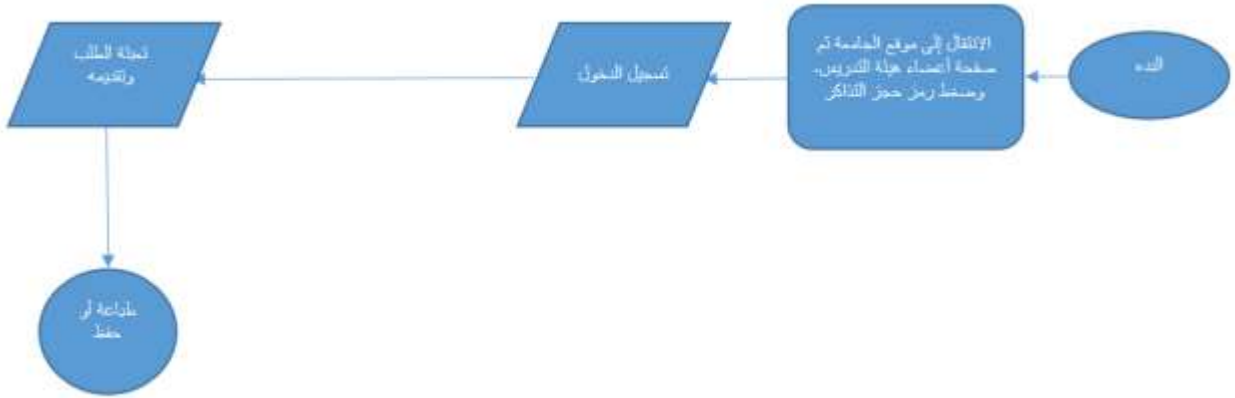 البدء
الانتقال إلى موقع الجامعة ثم
صفحة أعضاء هيئة التدريس،
وضغط رمز حجز التذاكر
تسجيل الدخول
تعبئة الطلب
وتقديمه
طباعة أو
حفظ